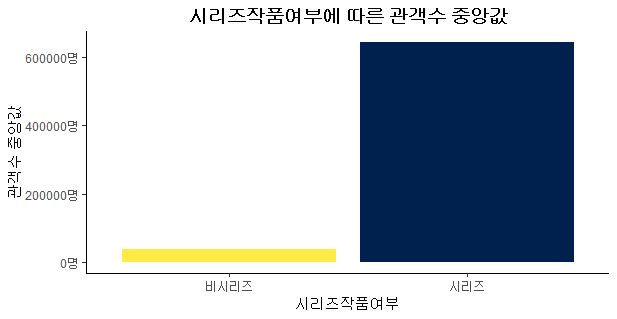 시리즈작품여부에 따른 관객수 중앙값
관객수 중앙값
600000명
400000명
200000명
0명
비시리즈
시리즈
시리즈작품여부